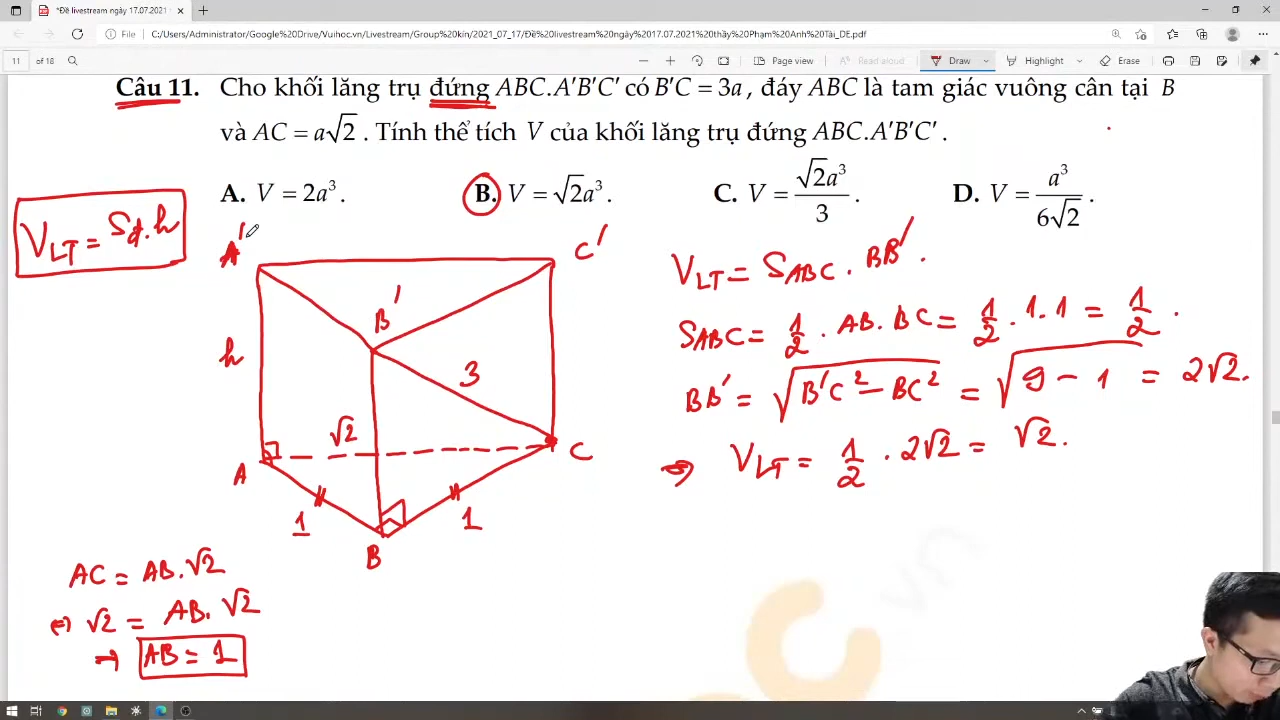 *Đề livestream ngày 17.07.2021
File
C:/Users/Administrator/Google%20Drive/Vuihoc.vn/Livestream/Group%20kín/2021_07_17/Đề%20livestream%20ngày%2017.07.2021%20thầy%20Phạm%20Anh%20Tài_DE.pdf
11 of 18
Page view
Read aloud
Draw
Highlight
Erase
Câu 11. Cho khối lăng trụ đứng ABC.A'B'C' có B'C = 3a, đáy ABC là tam giác vuông cân tại B
và AC = a√2. Tính thể tích V của khối lăng trụ đứng ABC.A'B'C'.
A. V = 2a³. B. V = √2a³. C. V = √2a³/3. D. V = a³/6√2.
V_LT = Sđ.h
A' C'
B'
h 3
√2
A C
1 1
B
AC = AB.√2
⇔ √2 = AB.√2
⇒ AB = 1
V_LT = S_ABC . BB'.
S_ABC = 1/2 . AB.BC = 1/2 . 1.1 = 1/2.
BB' = √(B'C² − BC²) = √(9 − 1) = 2√2.
⇒ V_LT = 1/2 . 2√2 = √2.
C
vn